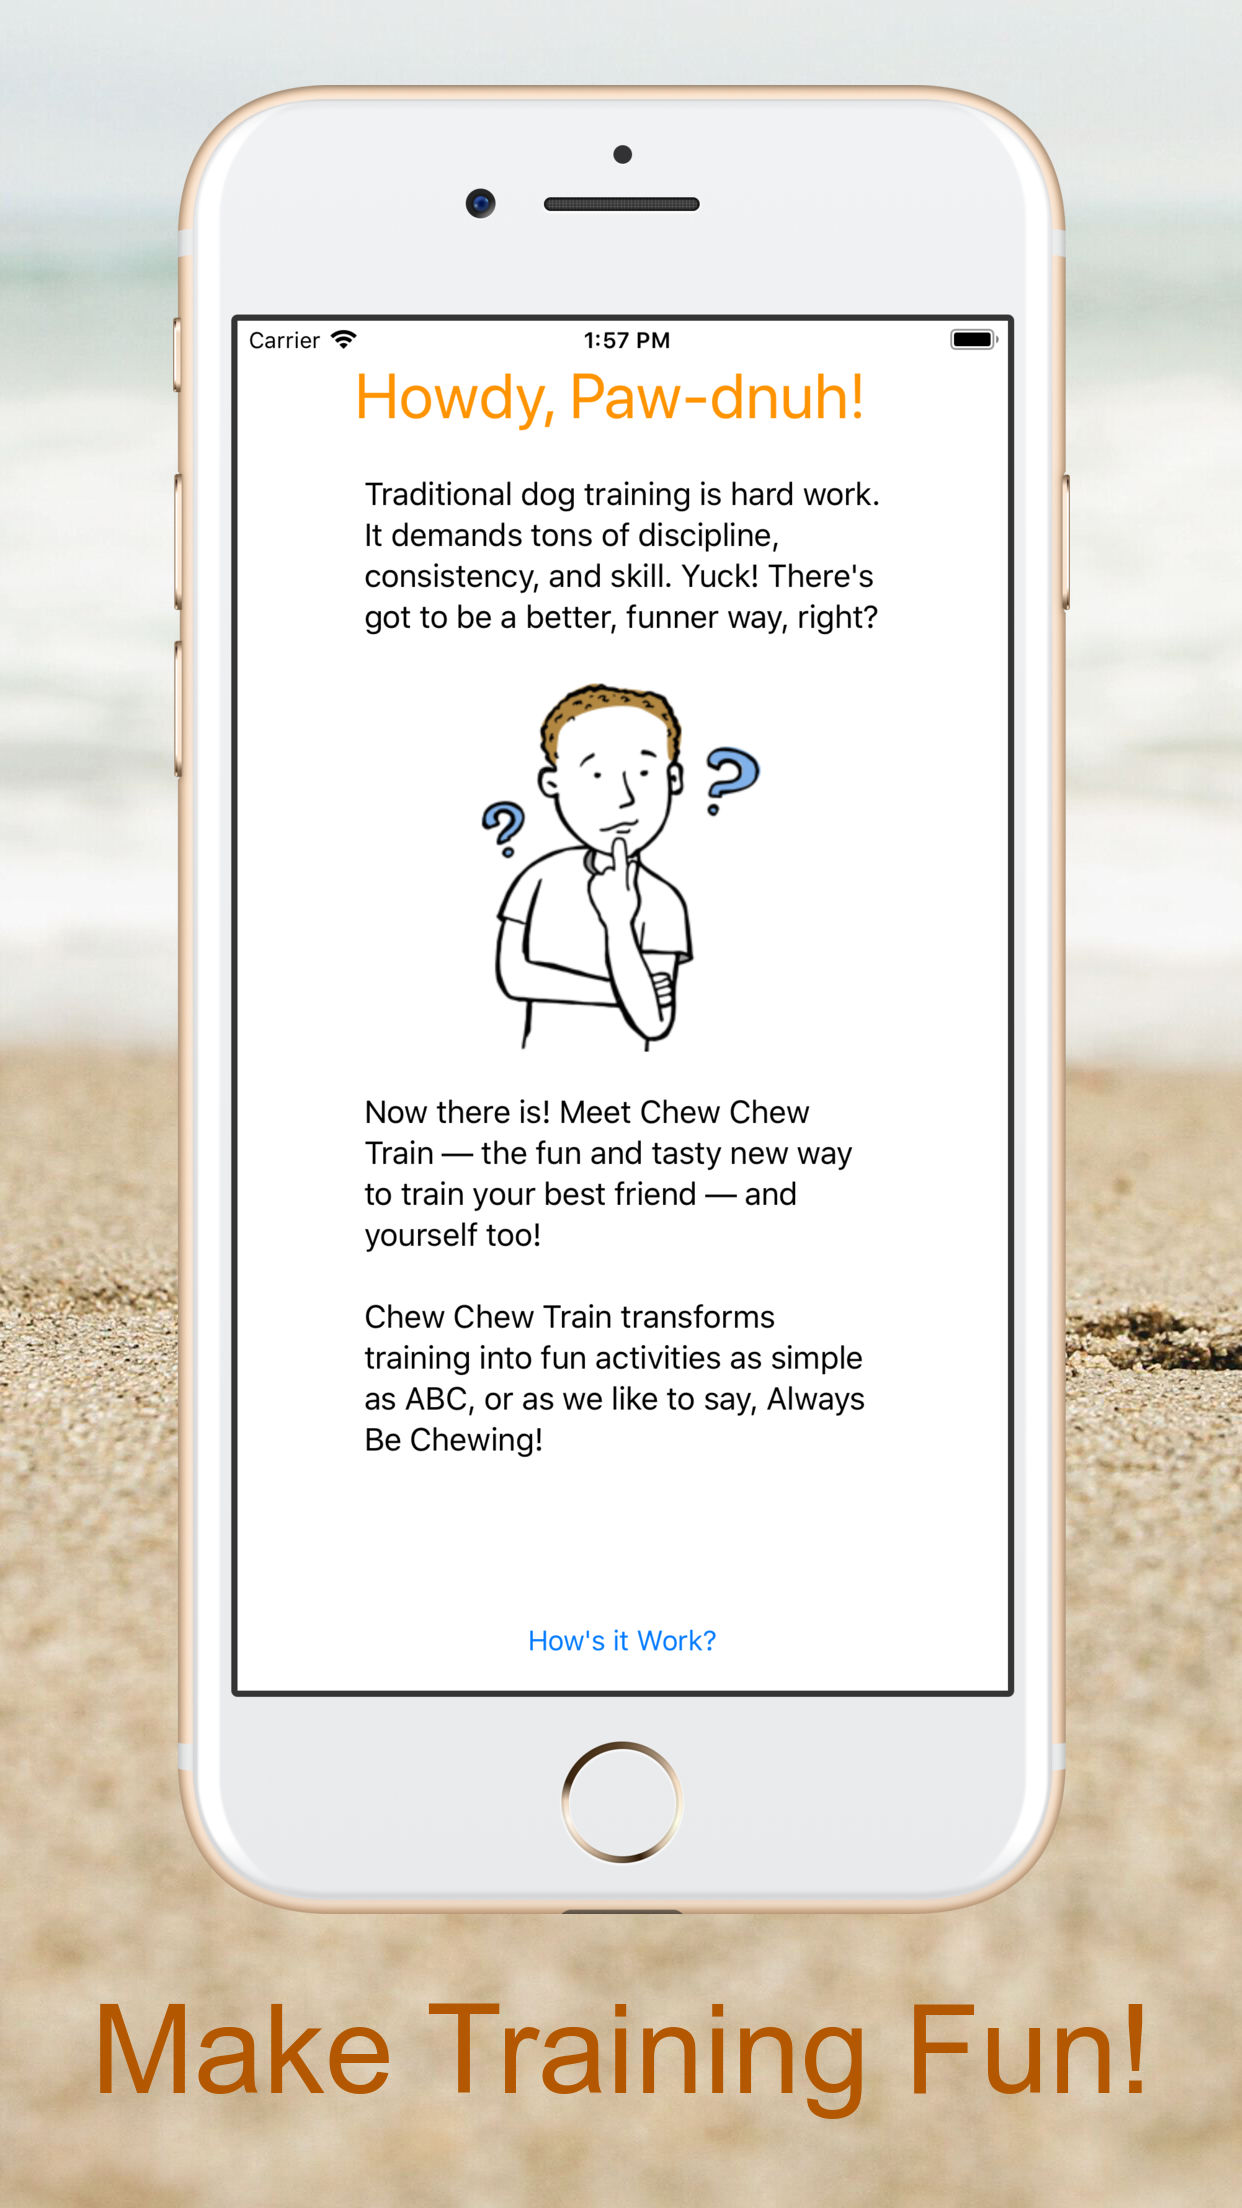 Carrier 1:57 PM
Howdy, Paw-dnuh!
Traditional dog training is hard work.
It demands tons of discipline,
consistency, and skill. Yuck! There's
got to be a better, funner way, right?
? ?
Now there is! Meet Chew Chew
Train — the fun and tasty new way
to train your best friend — and
yourself too!
Chew Chew Train transforms
training into fun activities as simple
as ABC, or as we like to say, Always
Be Chewing!
How's it Work?
Make Training Fun!